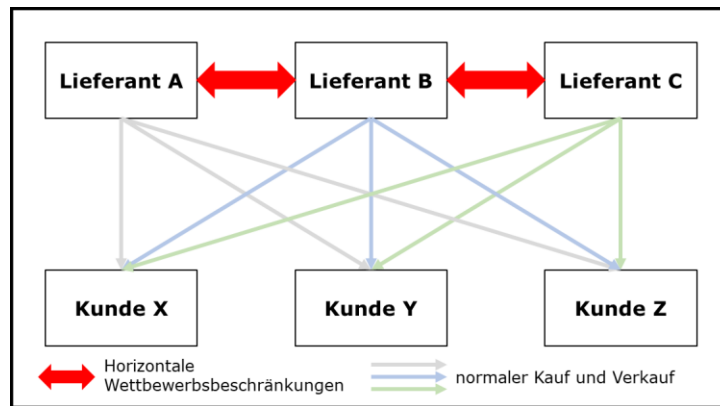 Lieferant A
Lieferant B
Lieferant C
Kunde X
Kunde Y
Kunde Z
Horizontale
Wettbewerbsbeschränkungen
normaler Kauf und Verkauf